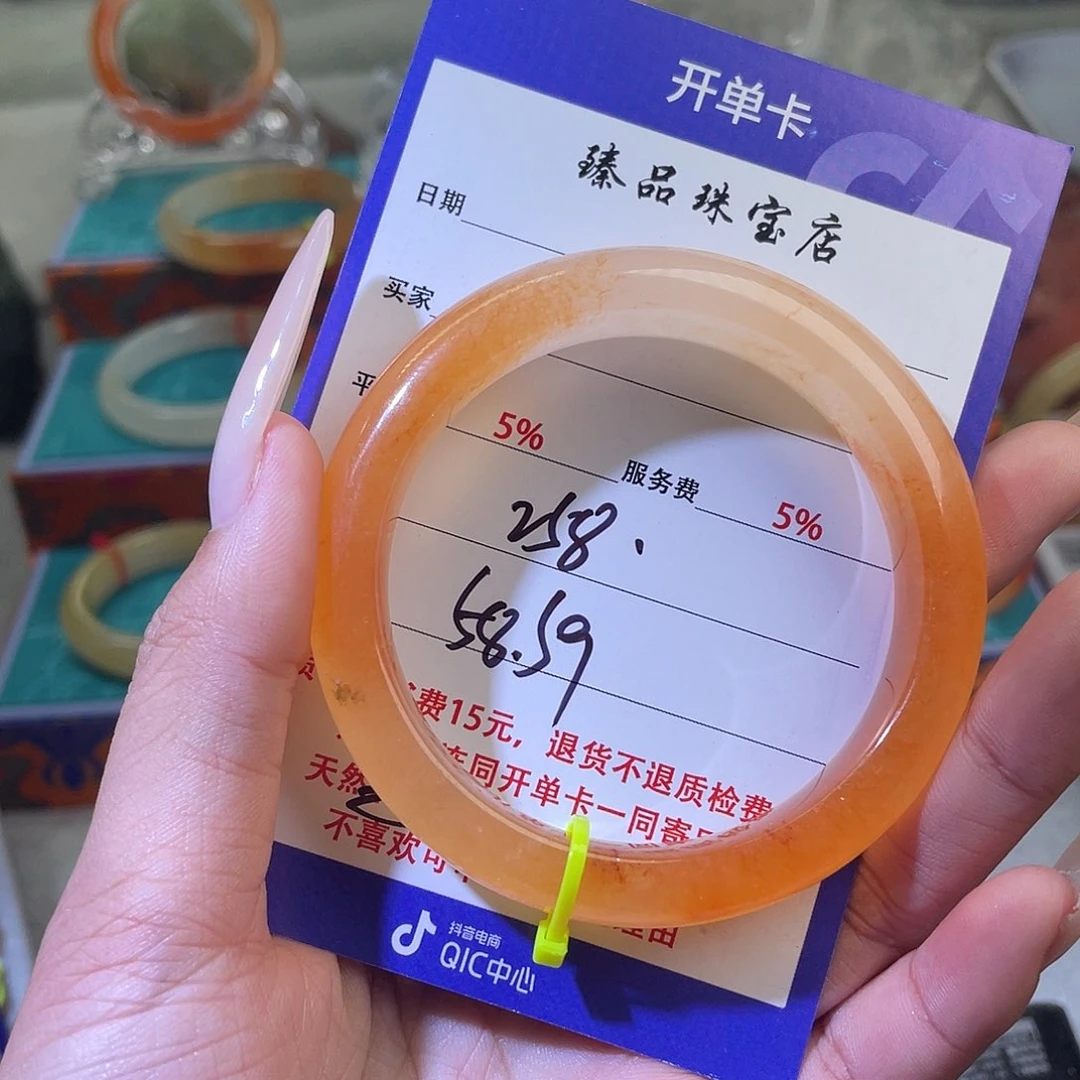 开单卡
臻品珠宝店
日期
买家
平
5% 服务费 5%
258.
费15元，退货不退质检费
同开单卡一同寄
天然
不喜欢可
理由
抖音电商
QIC中心